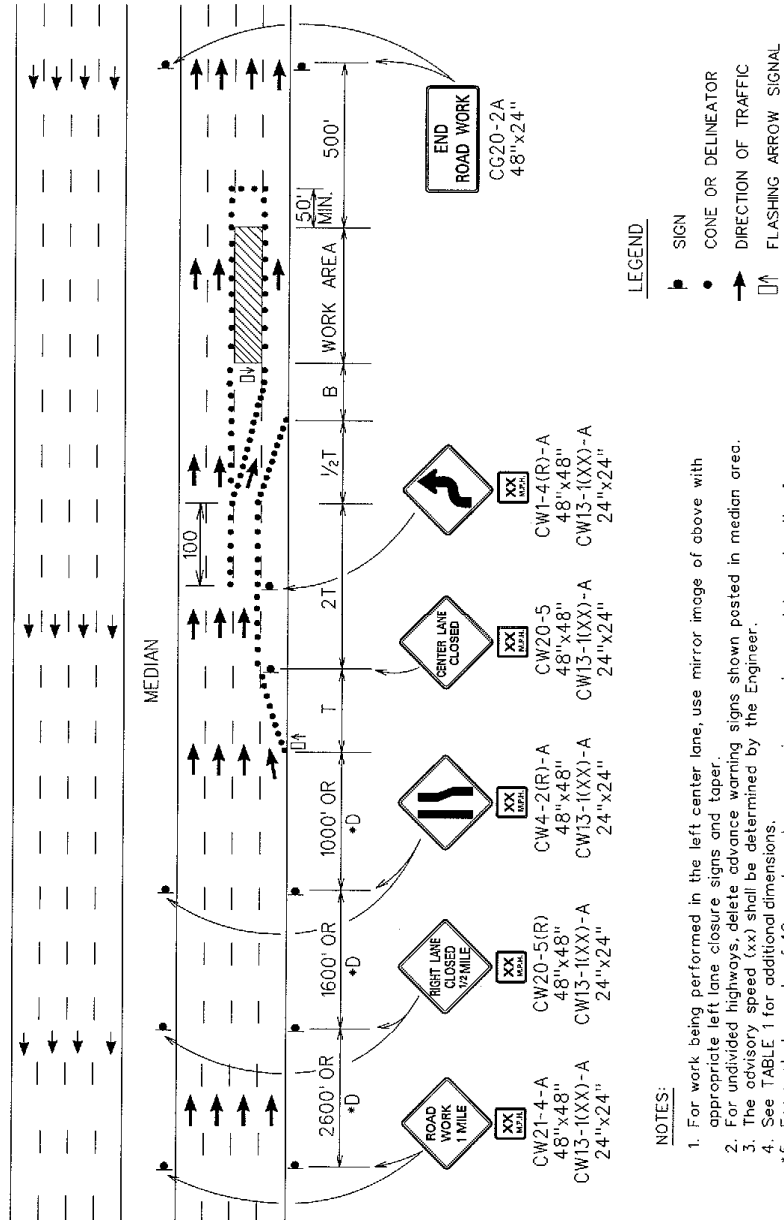 MEDIAN
100
2600' OR
*D
1600' OR
*D
1000' OR
*D
T
2T
½T
B
WORK AREA
50'
MIN.
500'
ROAD
WORK
1 MILE
XX
M.P.H.
CW21-4-A
48"x48"
CW13-1(XX)-A
24"x24"
RIGHT LANE
CLOSED
1/2 MILE
XX
M.P.H.
CW20-5(R)
48"x48"
CW13-1(XX)-A
24"x24"
XX
M.P.H.
CW4-2(R)-A
48"x48"
CW13-1(XX)-A
24"x24"
CENTER LANE
CLOSED
XX
M.P.H.
CW20-5
48"x48"
CW13-1(XX)-A
24"x24"
XX
M.P.H.
CW1-4(R)-A
48"x48"
CW13-1(XX)-A
24"x24"
END
ROAD WORK
CG20-2A
48"x24"
NOTES:
1. For work being performed in the left center lane, use mirror image of above with
appropriate left lane closure signs and taper.
2. For undivided highways, delete advance warning signs shown posted in median area.
3. The advisory speed (xx) shall be determined by the Engineer.
4. See TABLE 1 for additional dimensions.
LEGEND
SIGN
CONE OR DELINEATOR
DIRECTION OF TRAFFIC
FLASHING ARROW SIGNAL